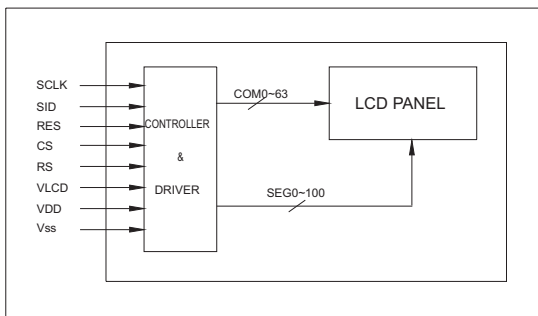 SCLK
SID
RES
CS
RS
VLCD
VDD
Vss
CONTROLLER
&
DRIVER
COM0~63
SEG0~100
LCD PANEL